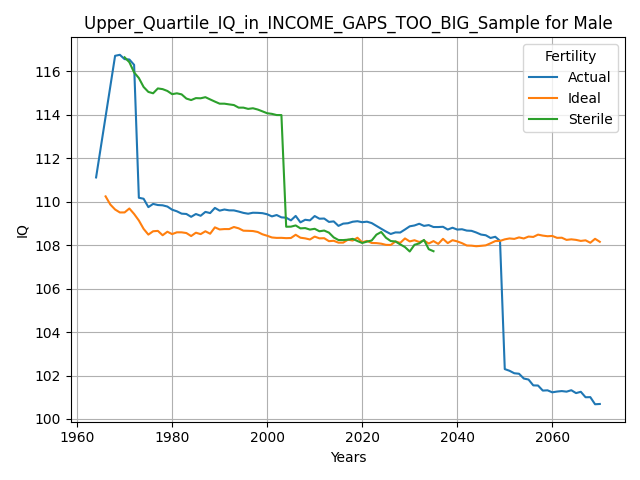 Upper_Quartile_IQ_in_INCOME_GAPS_TOO_BIG_Sample for Male
Fertility
Actual
Ideal
Sterile
IQ
116
114
112
110
108
106
104
102
100
1960
1980
2000
2020
2040
2060
Years